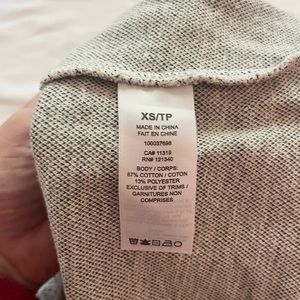 XS/TP
MADE IN CHINA
FAIT EN CHINE
100037698
CA# 11319
RN# 121340
BODY / CORPS:
87% COTTON / COTON
13% POLYESTER
EXCLUSIVE OF TRIMS /
GARNITURES NON
COMPRISES